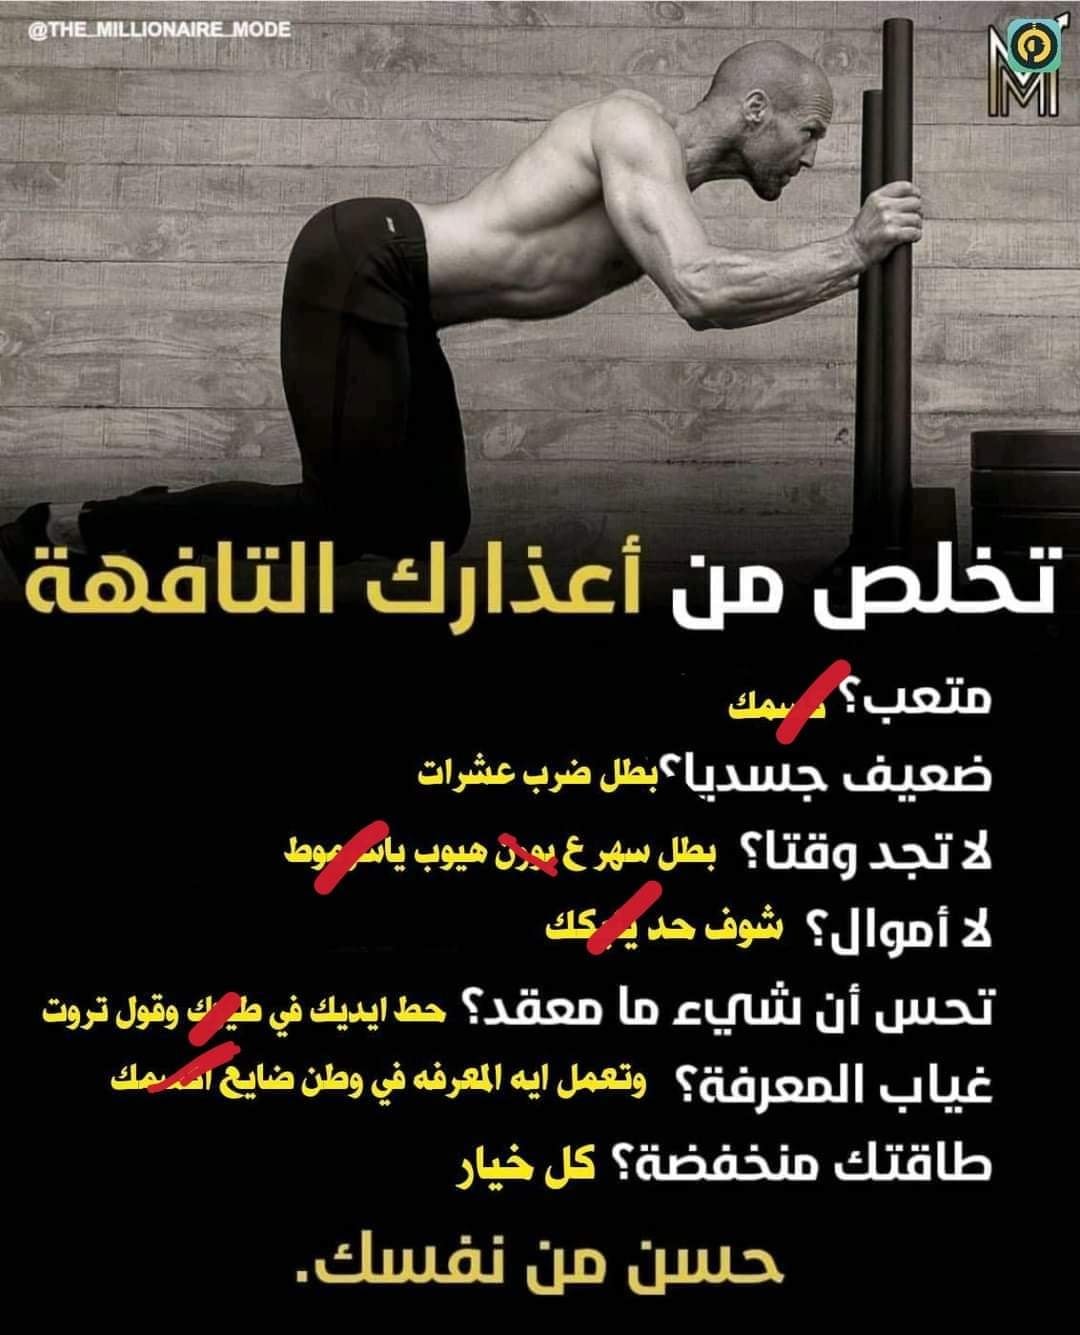 @THE_MILLIONAIRE_MODE
تخلص من أعذارك التافهة
متعب؟
ضعيف جسديا؟ بطل ضرب عشرات
لا تجد وقتا؟ بطل سهر ع هيوب
لا أموال؟ شوف حد
تحس أن شيء ما معقد؟ حط ايديك في وقول تروت
غياب المعرفة؟ وتعمل ايه المعرفه في وطن ضايع
طاقتك منخفضة؟ كل خيار
حسن من نفسك.